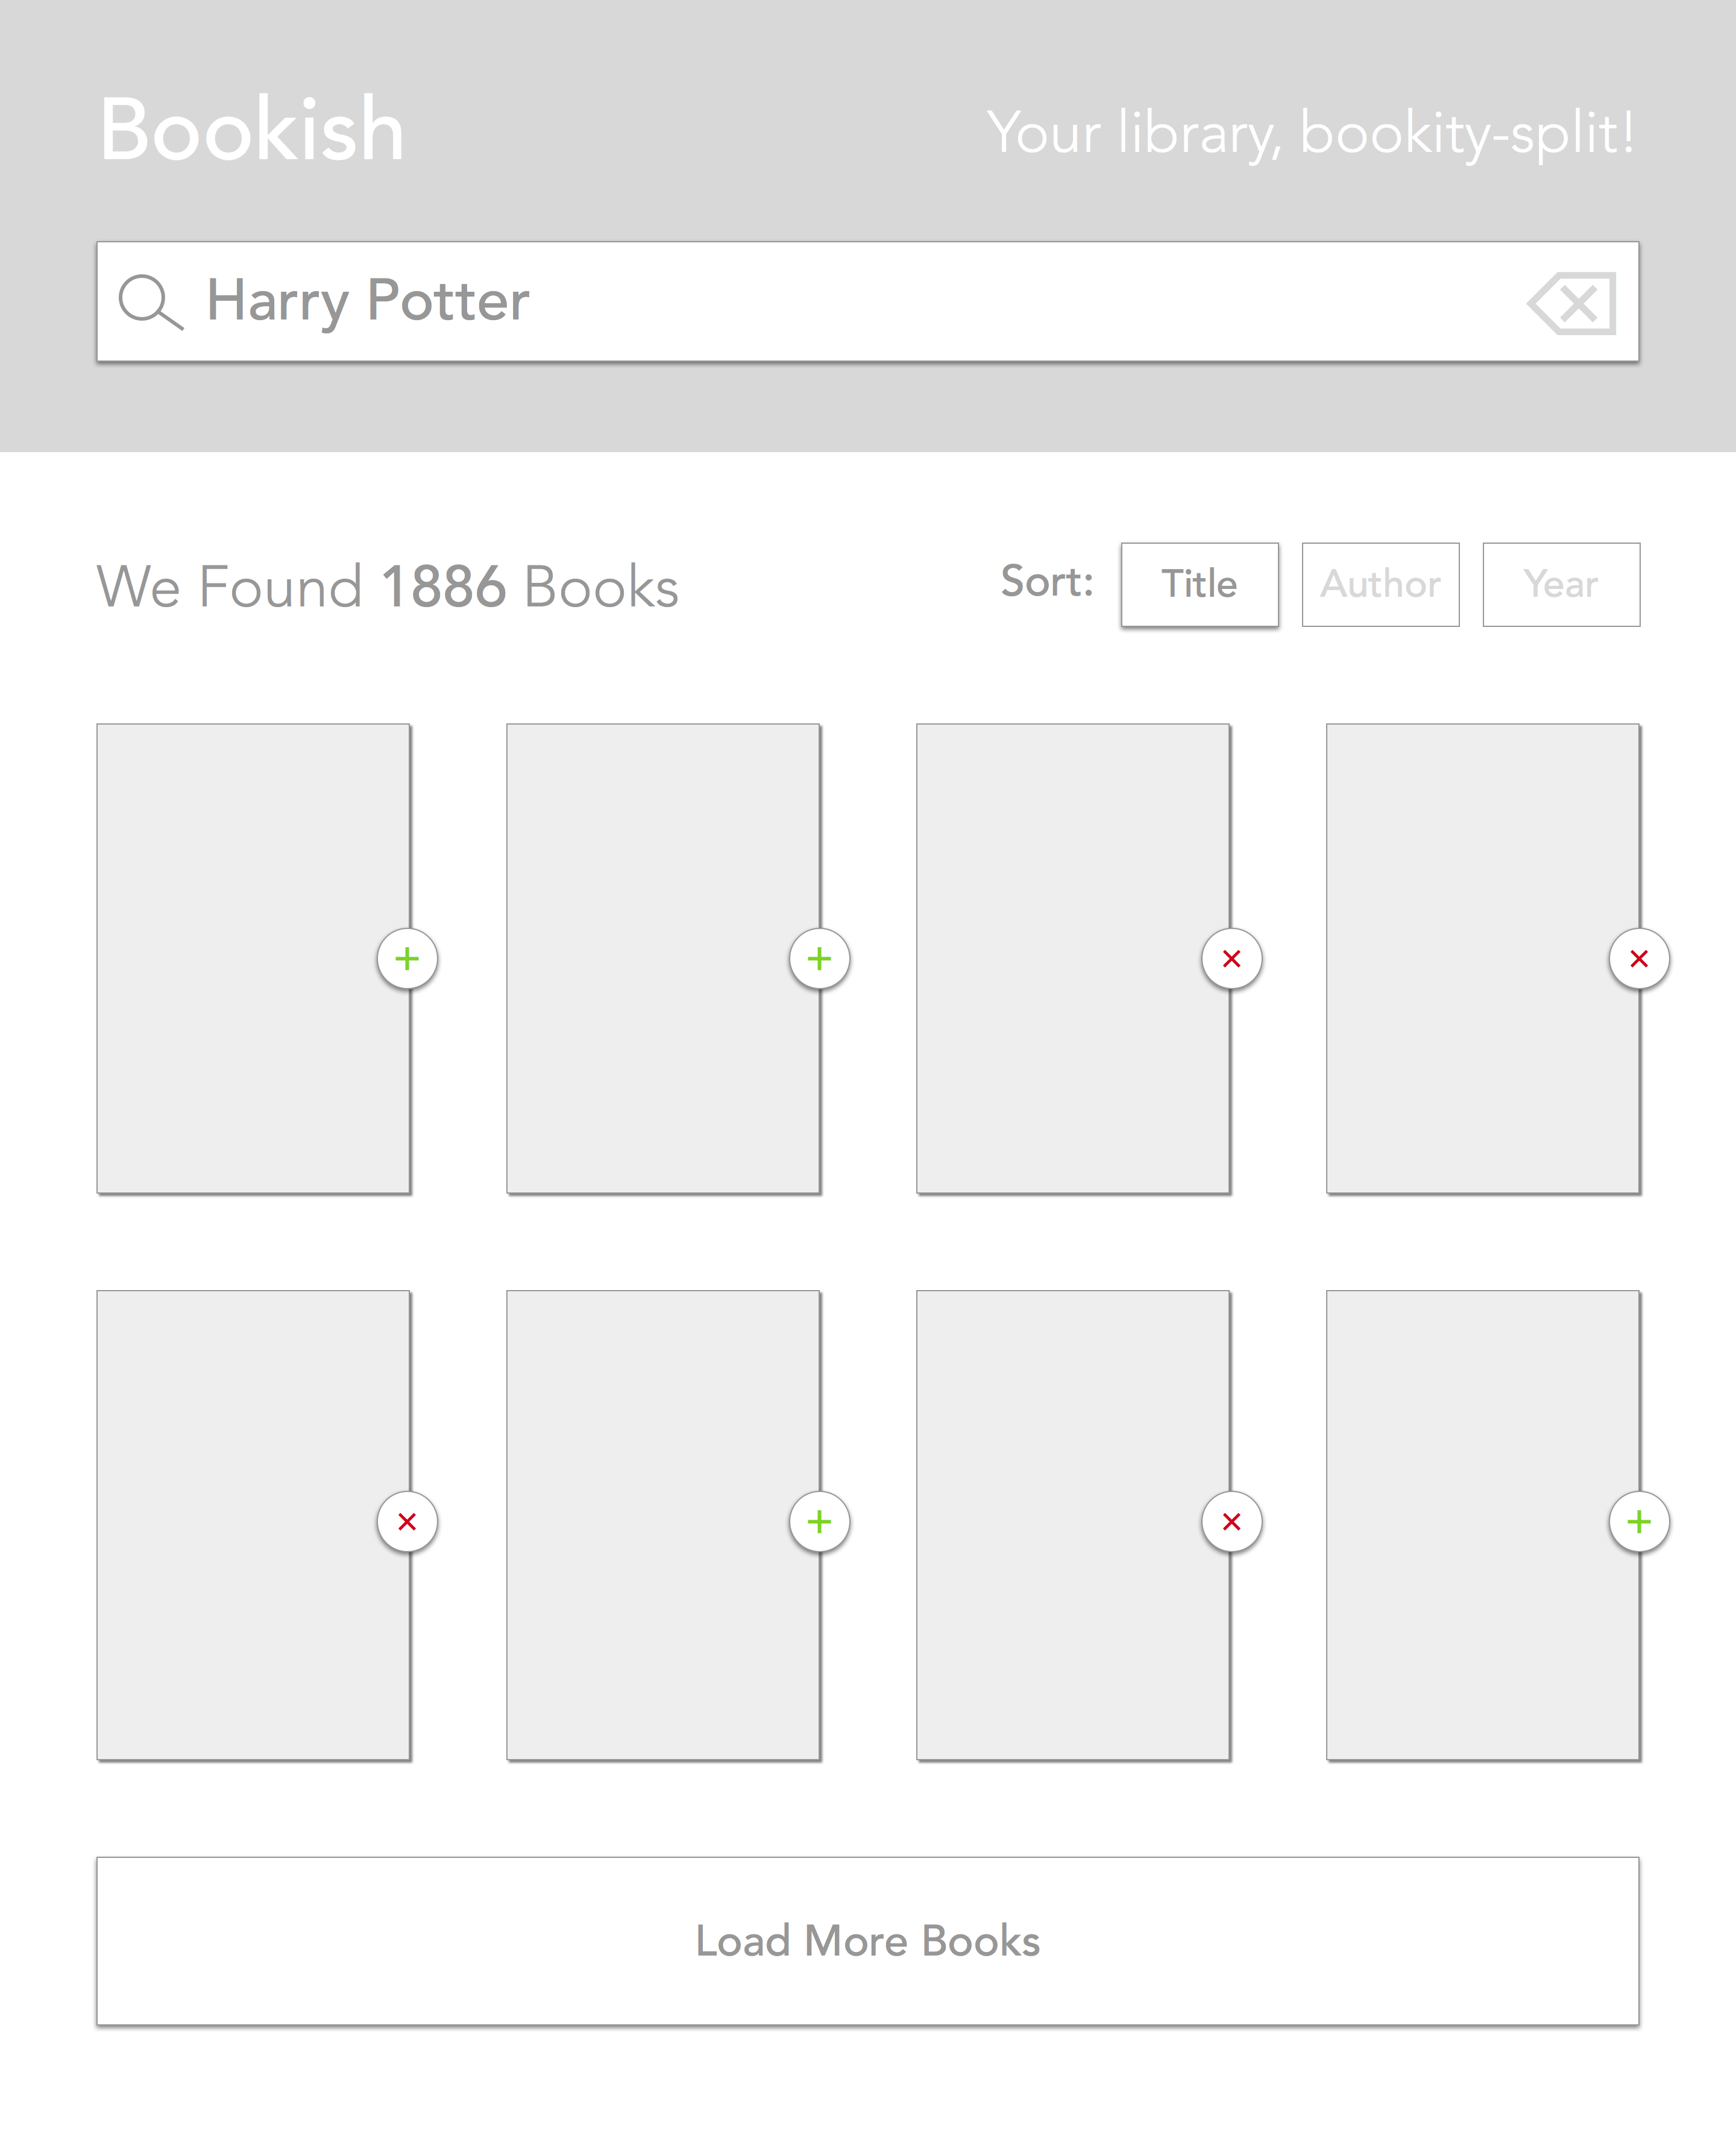 Bookish
Your library, bookity-split!
Harry Potter
We Found 1886 Books
Sort:
Title
Author
Year
Load More Books